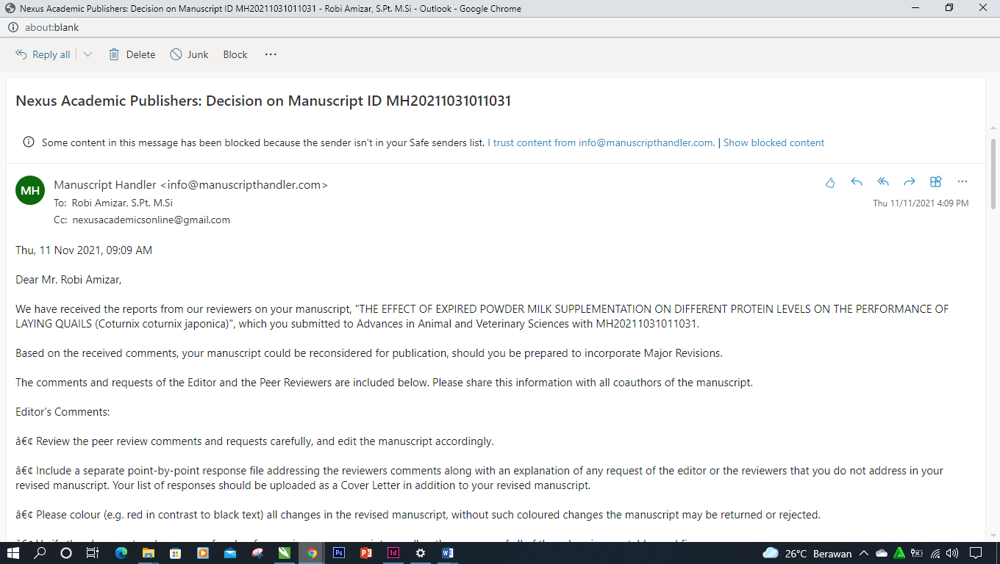 Nexus Academic Publishers: Decision on Manuscript ID MH20211031011031 - Robi Amizar, S.Pt. M.Si - Outlook - Google Chrome
about:blank
Reply all
Delete
Junk
Block
Nexus Academic Publishers: Decision on Manuscript ID MH20211031011031
Some content in this message has been blocked because the sender isn't in your Safe senders list. I trust content from info@manuscripthandler.com. | Show blocked content
MH
Manuscript Handler <info@manuscripthandler.com>
To: Robi Amizar, S.Pt. M.Si
Thu 11/11/2021 4:09 PM
Cc: nexusacademicsonline@gmail.com
Thu, 11 Nov 2021, 09:09 AM
Dear Mr. Robi Amizar,
We have received the reports from our reviewers on your manuscript, "THE EFFECT OF EXPIRED POWDER MILK SUPPLEMENTATION ON DIFFERENT PROTEIN LEVELS ON THE PERFORMANCE OF
LAYING QUAILS (Coturnix coturnix japonica)", which you submitted to Advances in Animal and Veterinary Sciences with MH20211031011031.
Based on the received comments, your manuscript could be reconsidered for publication, should you be prepared to incorporate Major Revisions.
The comments and requests of the Editor and the Peer Reviewers are included below. Please share this information with all coauthors of the manuscript.
Editor's Comments:
â€¢ Review the peer review comments and requests carefully, and edit the manuscript accordingly.
â€¢ Include a separate point-by-point response file addressing the reviewers comments along with an explanation of any request of the editor or the reviewers that you do not address in your
revised manuscript. Your list of responses should be uploaded as a Cover Letter in addition to your revised manuscript.
â€¢ Please colour (e.g. red in contrast to black text) all changes in the revised manuscript, without such coloured changes the manuscript may be returned or rejected.
Ps
Id
26°C Berawan